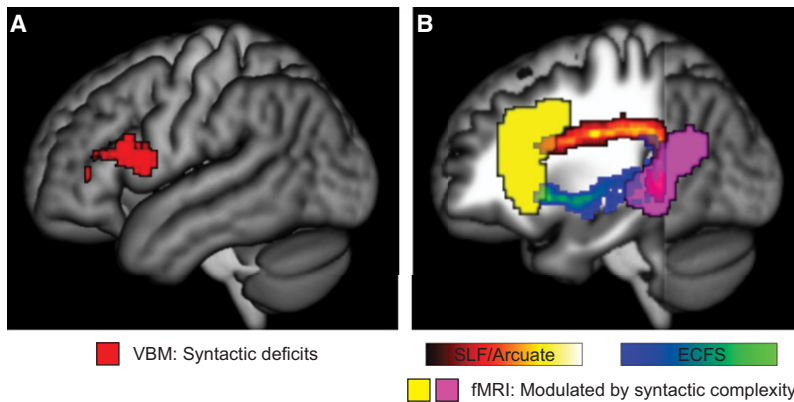 A
B
VBM: Syntactic deficits
SLF/Arcuate
ECFS
fMRI: Modulated by syntactic complexity